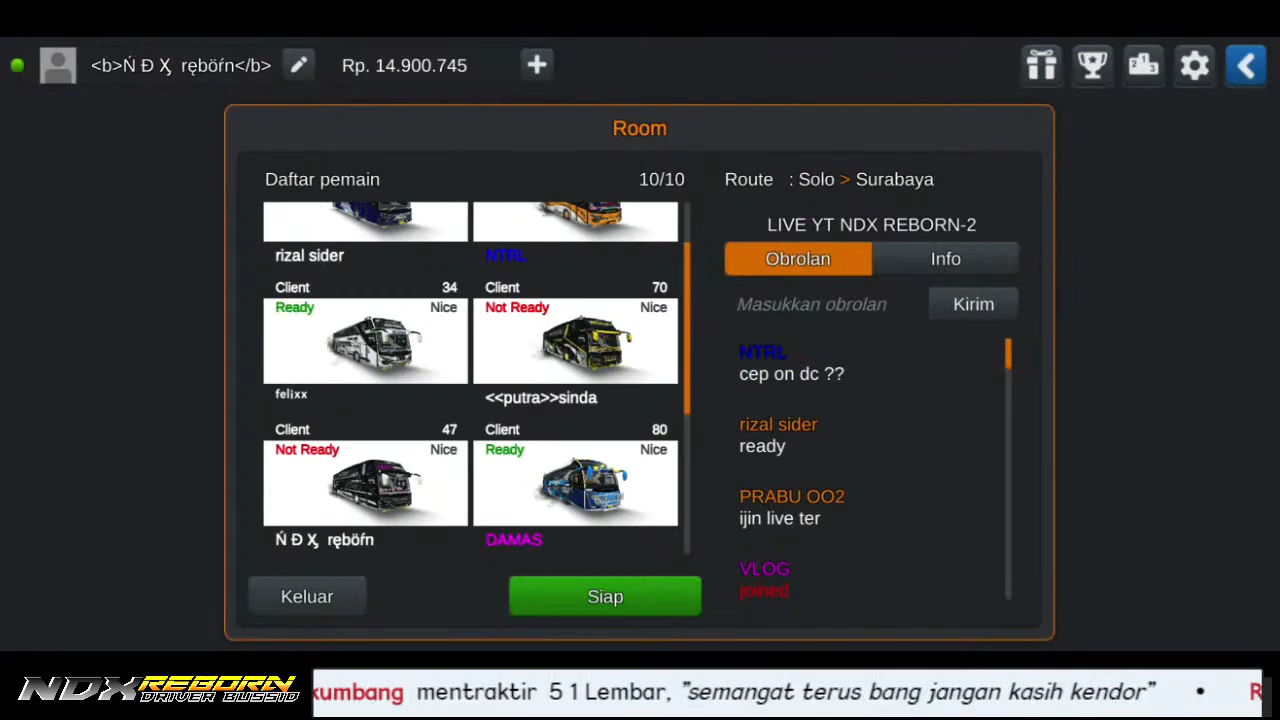 <b>Ń Đ Ҳ ręböŕn</b> Rp. 14.900.745
Room
Daftar pemain 10/10
rizal sider NTRL
Client 34 Client 70
Ready Nice Not Ready Nice
felixx <<putra>>sinda
Client 47 Client 80
Not Ready Nice Ready Nice
Ń Đ Ҳ ręböŕn DAMAS
Keluar Siap
Route : Solo > Surabaya
LIVE YT NDX REBORN-2
Obrolan Info
Masukkan obrolan Kirim
NTRL
cep on dc ??
rizal sider
ready
PRABU OO2
ijin live ter
VLOG
joined
NDX REBORN
DRIVER BUSSID
kumbang mentraktir 5 1 Lembar, "semangat terus bang jangan kasih kendor" • R